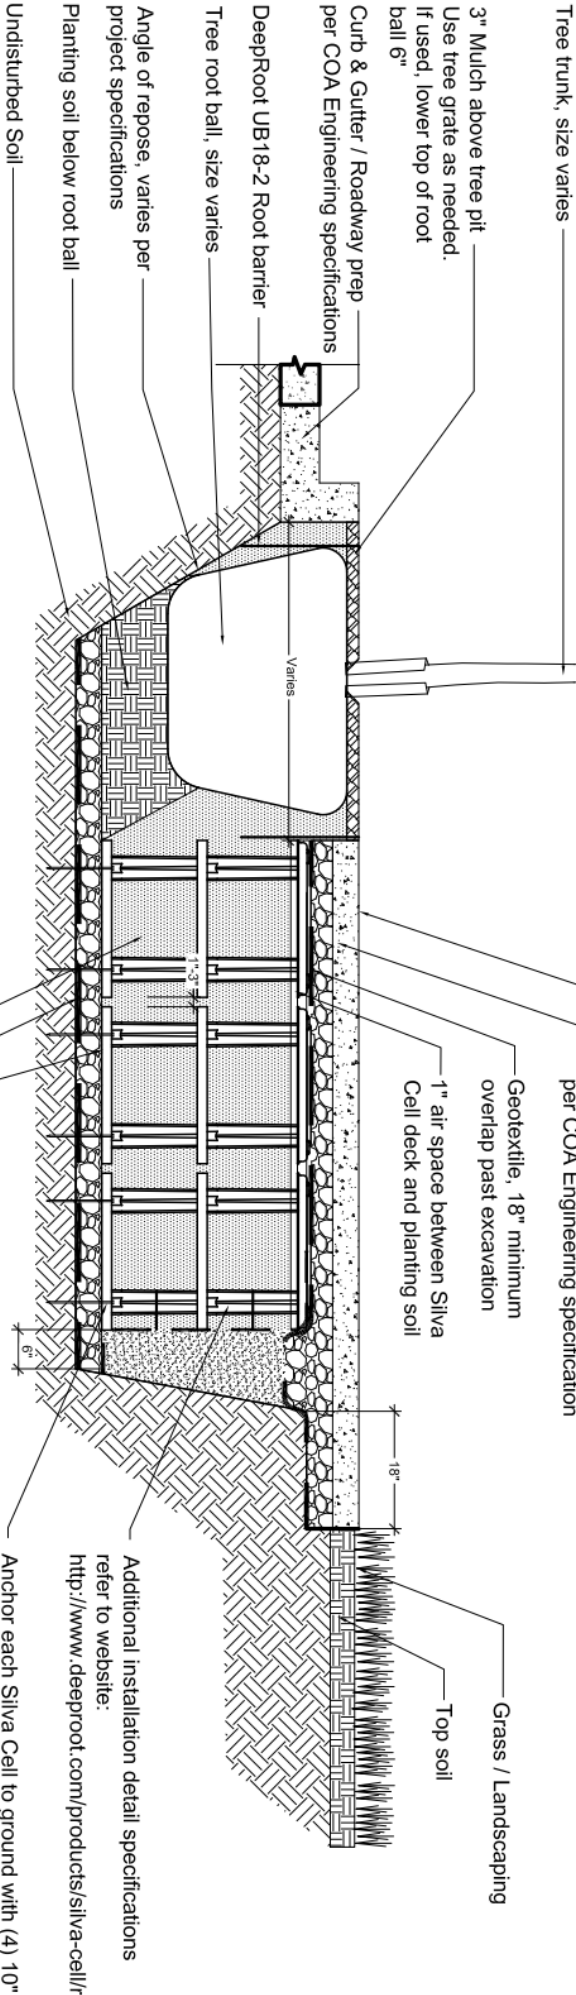 Tree trunk, size varies
3" Mulch above tree pit
Use tree grate as needed.
If used, lower top of root
ball 6"
Curb & Gutter / Roadway prep
per COA Engineering specifications
DeepRoot UB18-2 Root barrier
Tree root ball, size varies
Angle of repose, varies per
project specifications
Planting soil below root ball
Undisturbed Soil
Varies
1"-3"
6"
18"
per COA Engineering specification
Geotextile, 18" minimum
overlap past excavation
1" air space between Silva
Cell deck and planting soil
Grass / Landscaping
Top soil
Additional installation detail specifications
refer to website:
http://www.deeproot.com/products/silva-cell/r
Anchor each Silva Cell to ground with (4) 10"